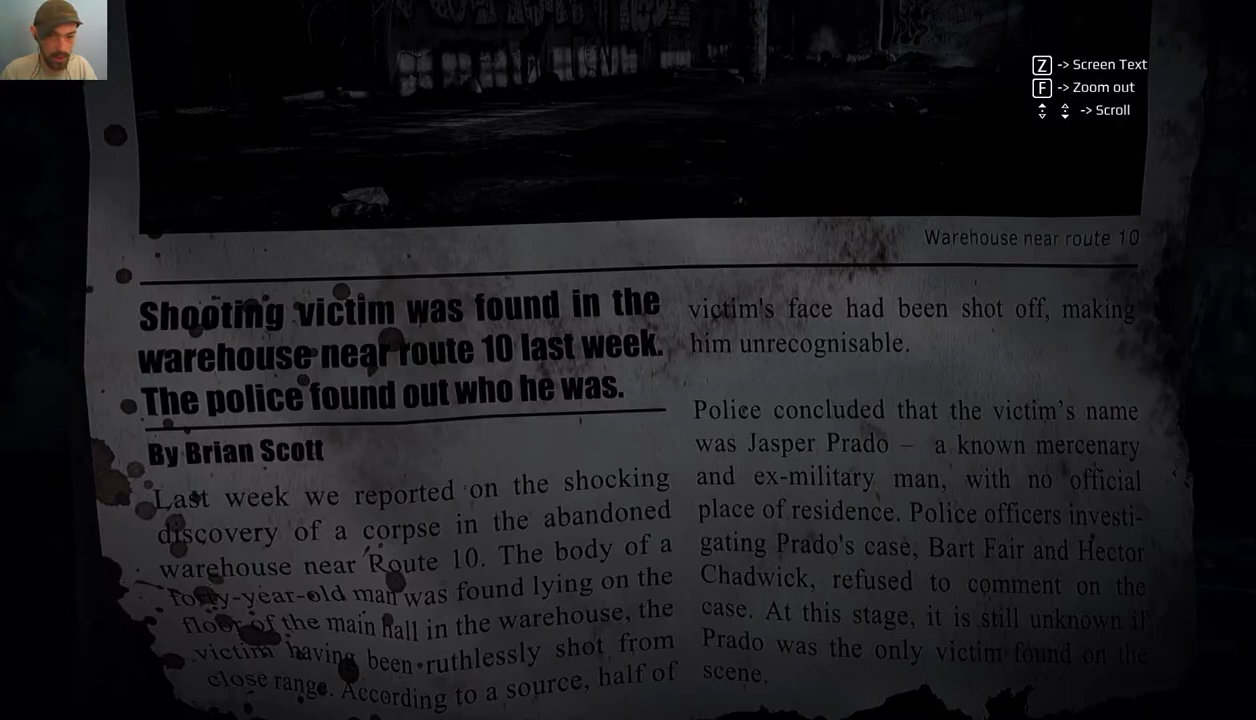 Z -> Screen Text
F -> Zoom out
-> Scroll
Warehouse near route 10
Shooting victim was found in the
warehouse near route 10 last week.
The police found out who he was.
By Brian Scott
Last week we reported on the shocking
discovery of a corpse in the abandoned
warehouse near Route 10. The body of a
forty-year-old man was found lying on the
floor of the main hall in the warehouse, the
victim having been ruthlessly shot from
close range. According to a source, half of
victim's face had been shot off, making
him unrecognisable.
Police concluded that the victim's name
was Jasper Prado – a known mercenary
and ex-military man, with no official
place of residence. Police officers investi-
gating Prado's case, Bart Fair and Hector
Chadwick, refused to comment on the
case. At this stage, it is still unknown if
Prado was the only victim found on the
scene.